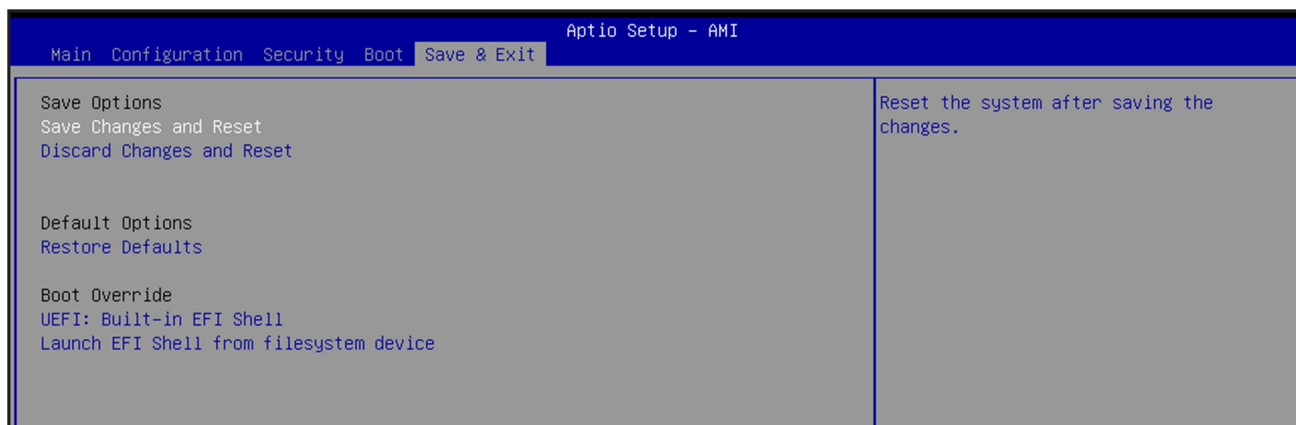 Aptio Setup – AMI
Main Configuration Security Boot Save & Exit
Save Options
Save Changes and Reset
Discard Changes and Reset
Default Options
Restore Defaults
Boot Override
UEFI: Built-in EFI Shell
Launch EFI Shell from filesystem device
Reset the system after saving the
changes.